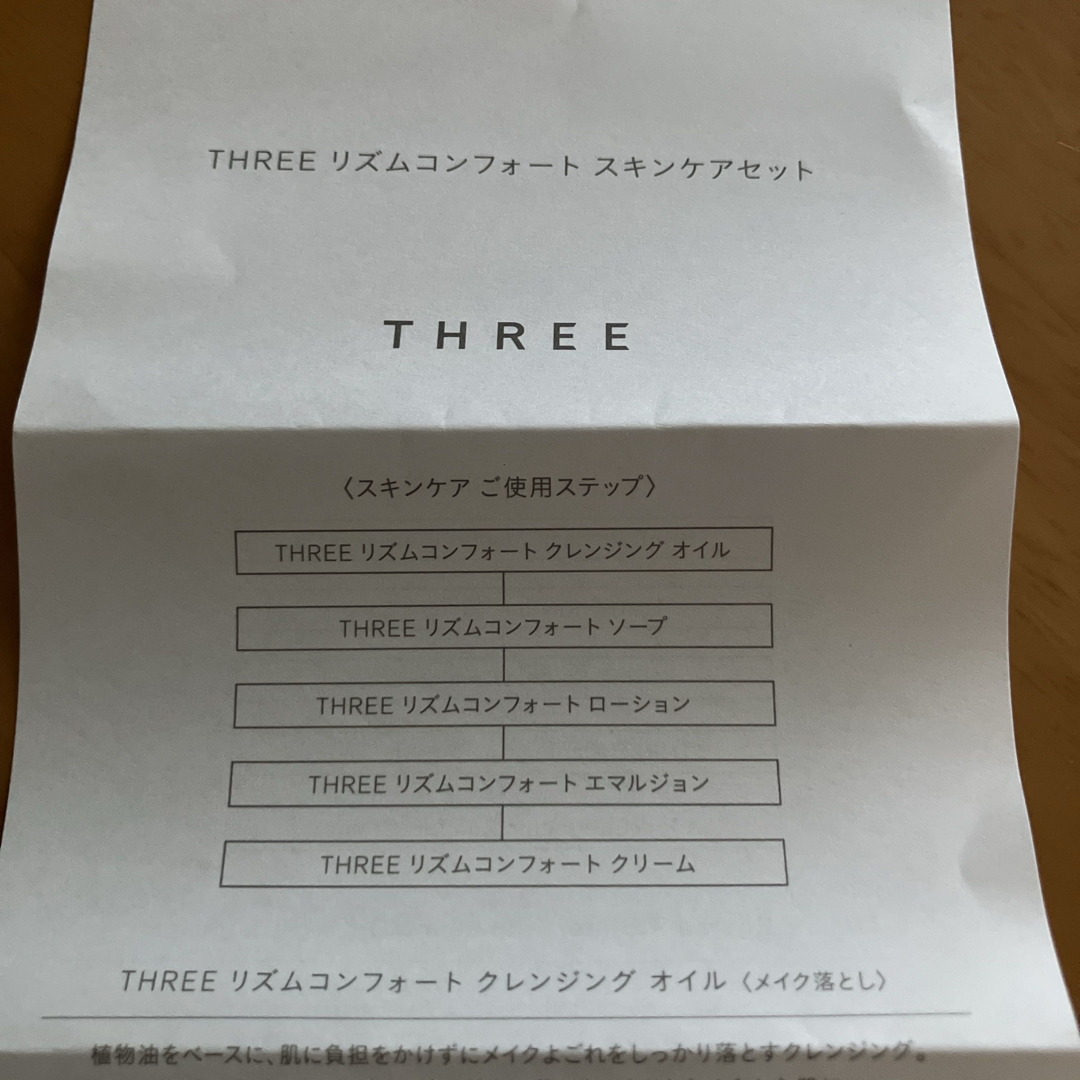 THREE リズムコンフォート スキンケアセット
THREE
〈スキンケア ご使用ステップ〉
THREE リズムコンフォート クレンジング オイル
THREE リズムコンフォート ソープ
THREE リズムコンフォート ローション
THREE リズムコンフォート エマルジョン
THREE リズムコンフォート クリーム
THREE リズムコンフォート クレンジング オイル〈メイク落とし〉
植物油をベースに、肌に負担をかけずにメイクよごれをしっかり落とすクレンジング。